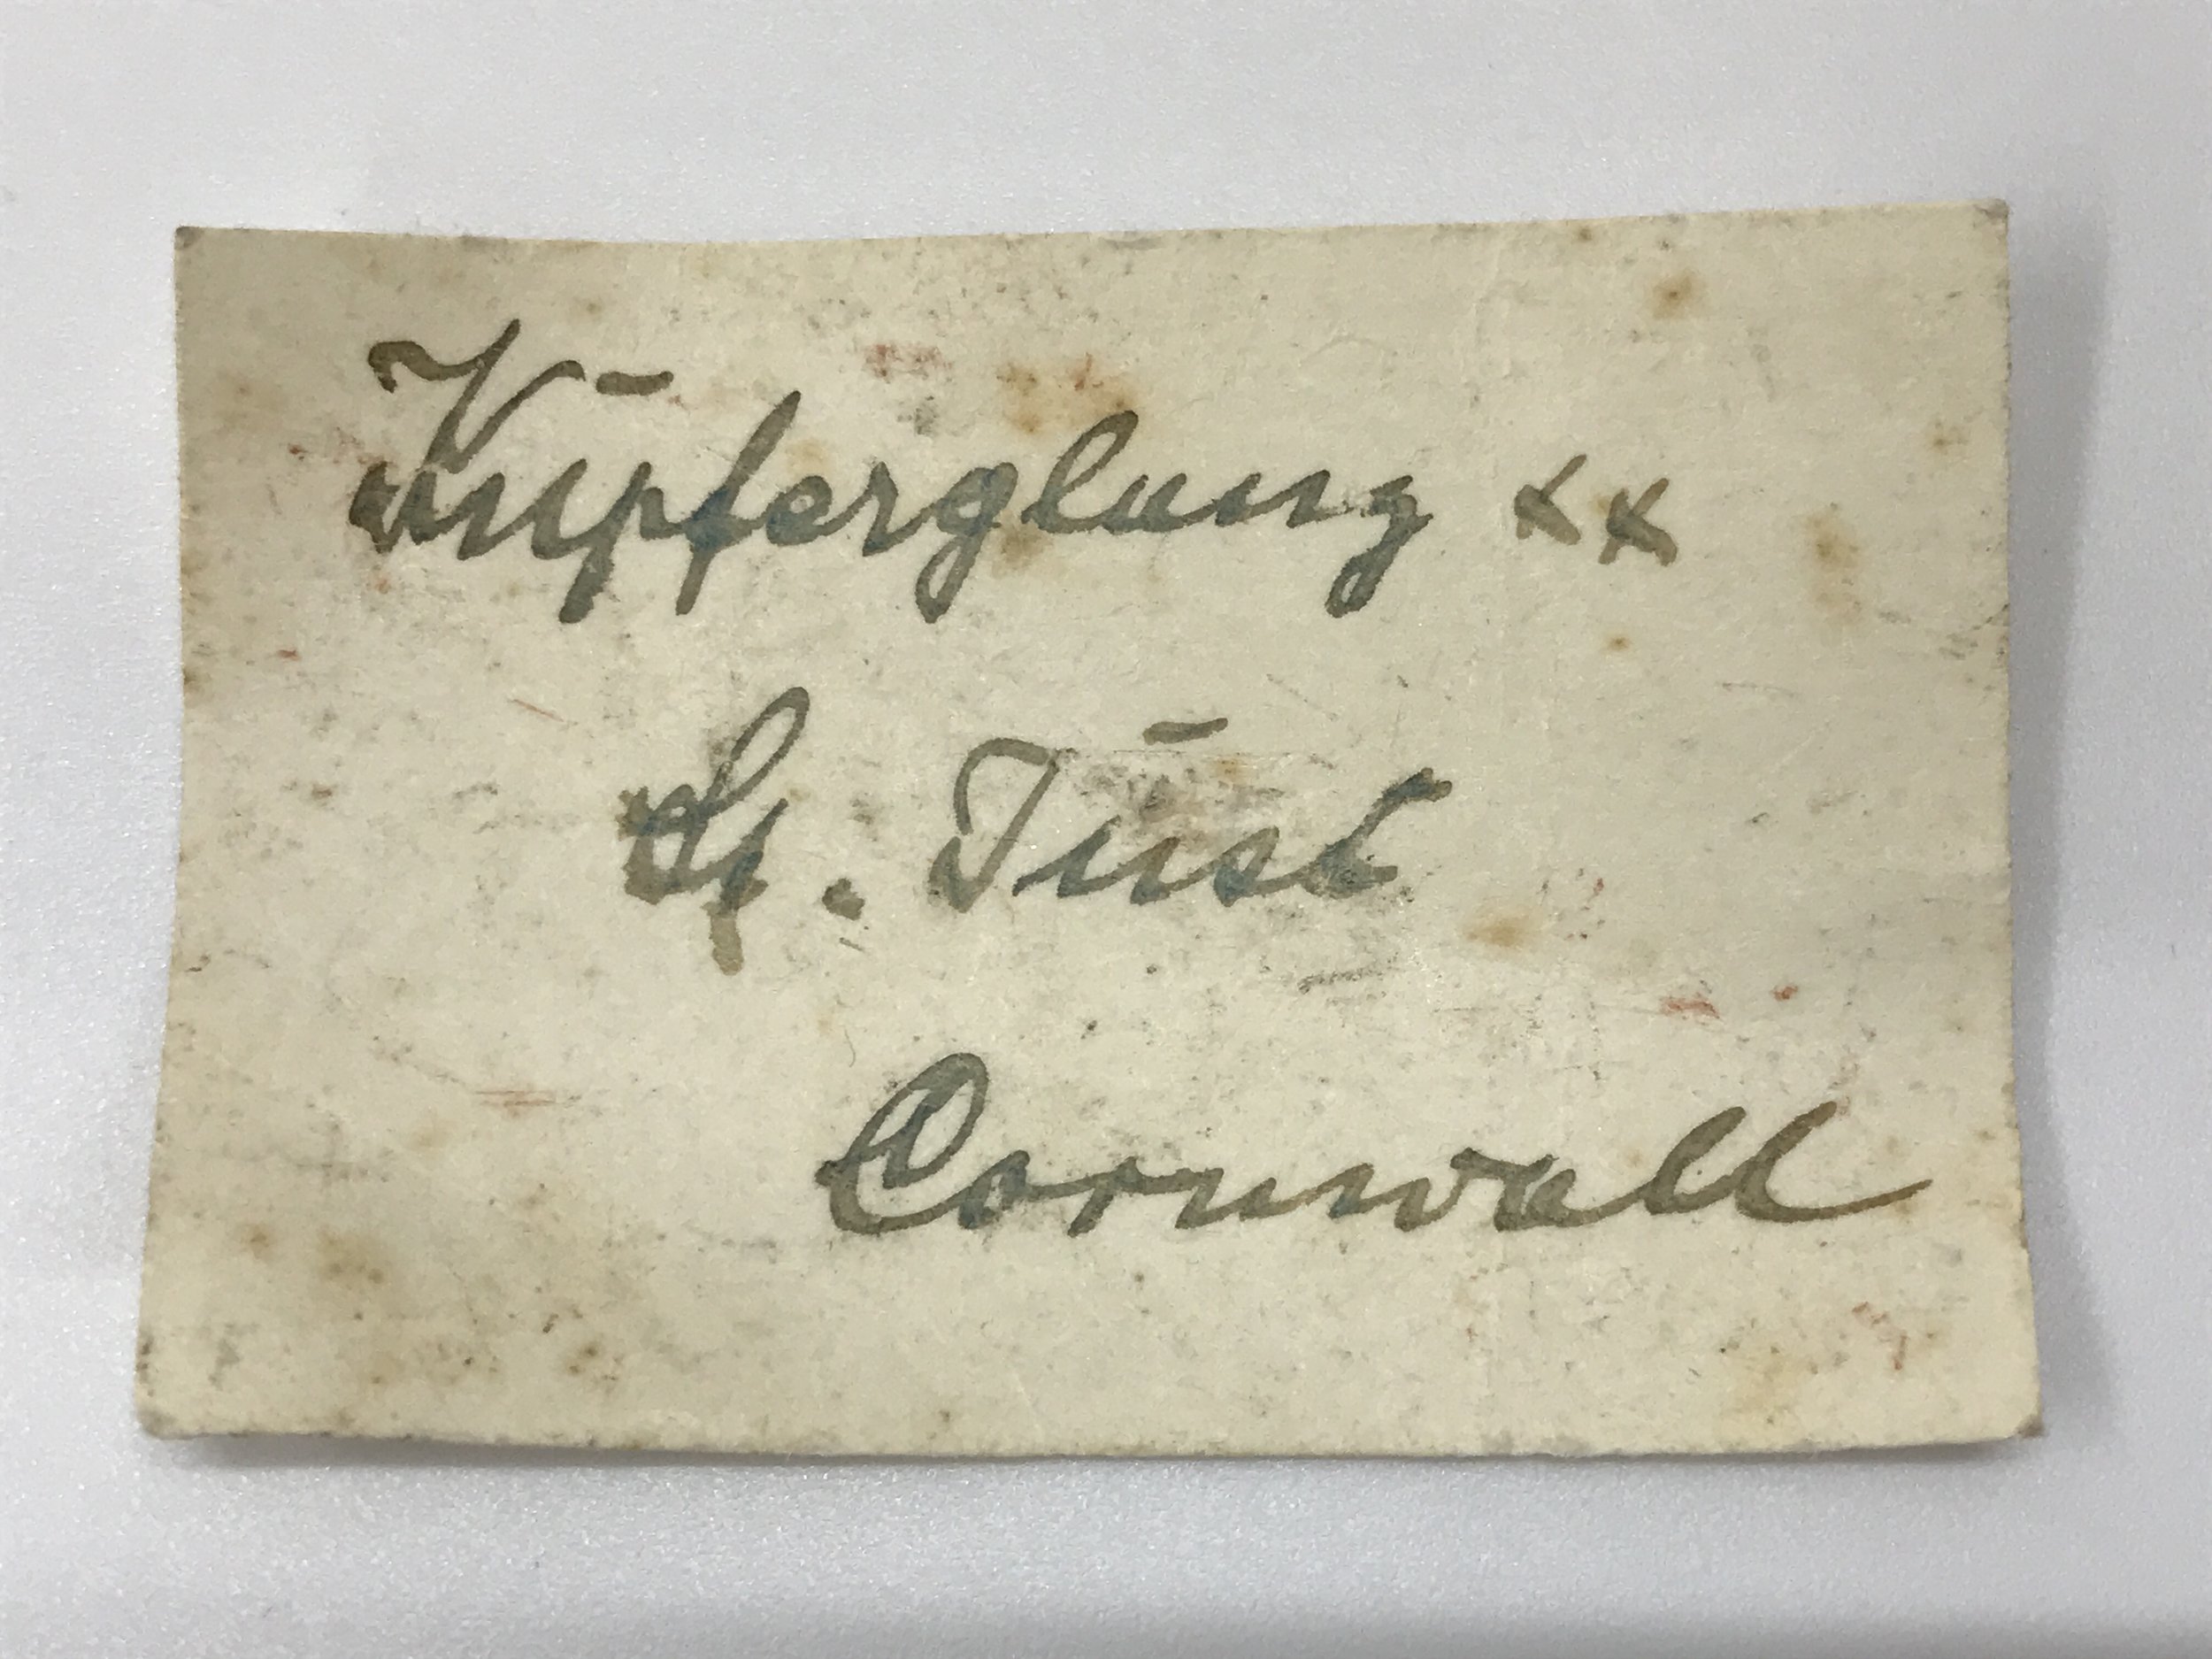 Kupferglanz xx
St. Just
Cornwall